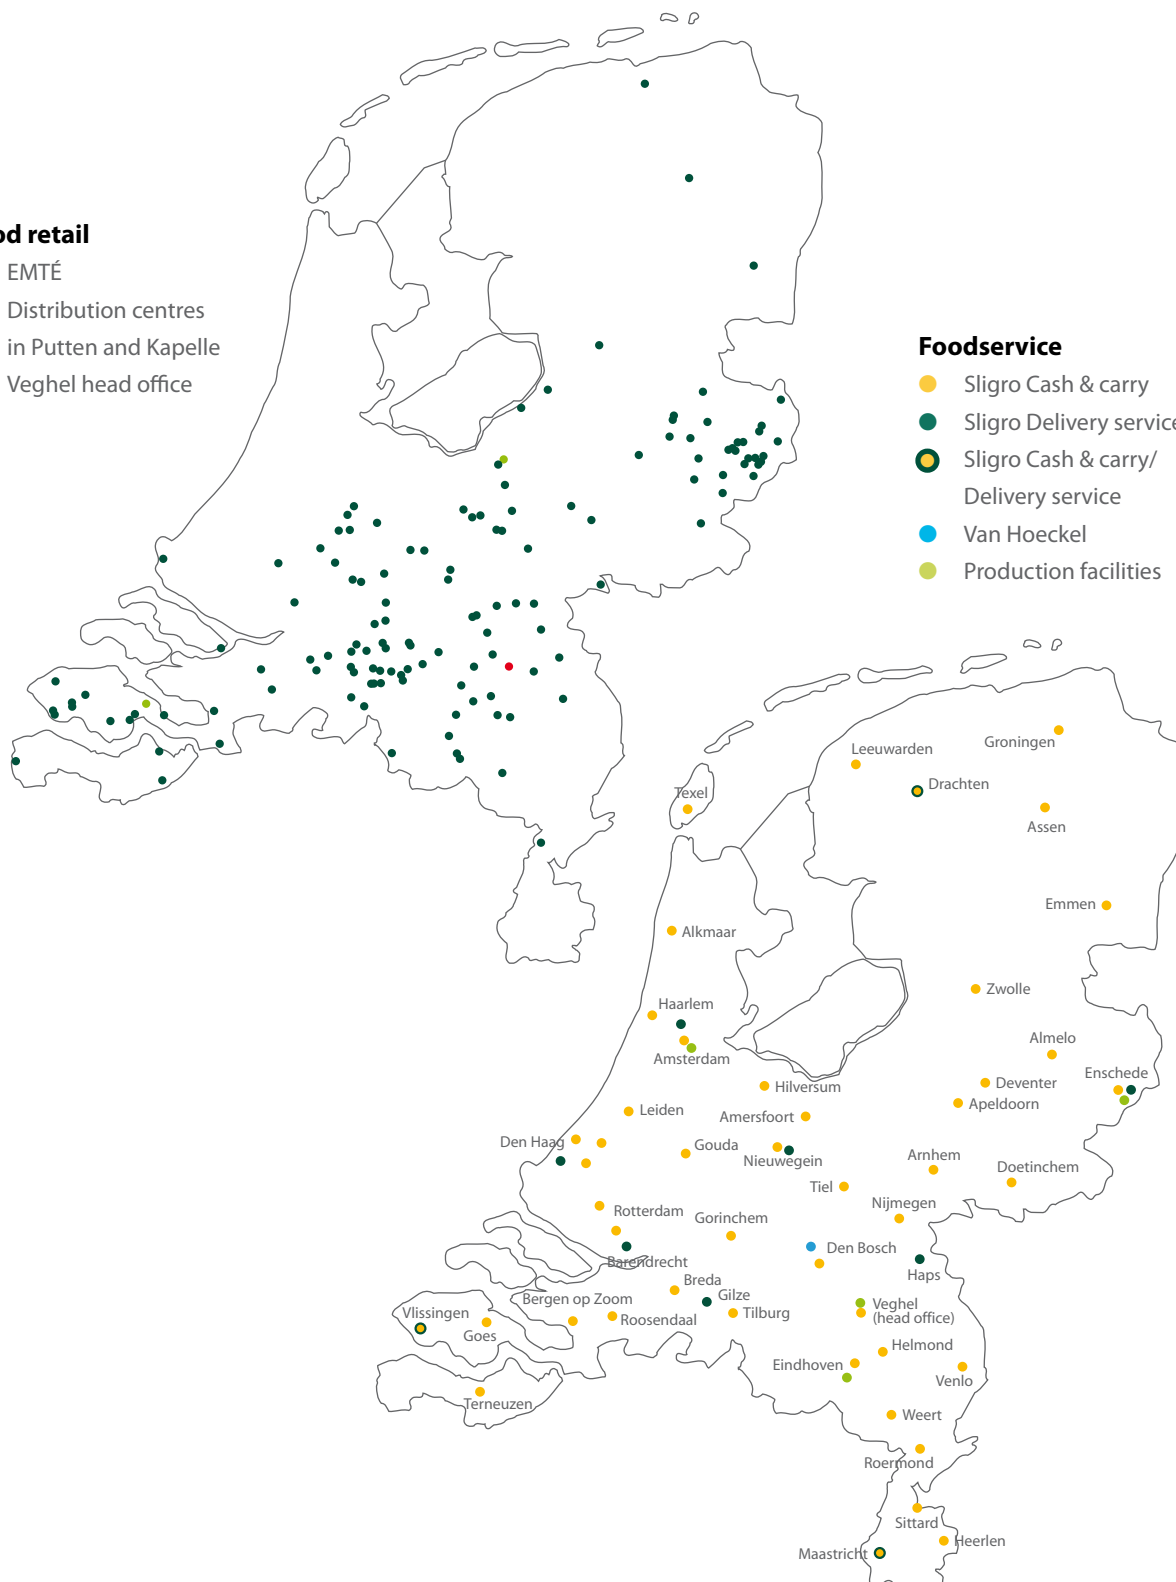 od retail
EMTÉ
Distribution centres
in Putten and Kapelle
Veghel head office
Foodservice
Sligro Cash & carry
Sligro Delivery service
Sligro Cash & carry/
Delivery service
Van Hoeckel
Production facilities
Groningen
Leeuwarden
Drachten
Texel
Assen
Emmen
Alkmaar
Zwolle
Haarlem
Almelo
Amsterdam
Enschede
Deventer
Hilversum
Apeldoorn
Leiden
Amersfoort
Den Haag
Gouda
Nieuwegein
Arnhem
Doetinchem
Tiel
Nijmegen
Rotterdam
Gorinchem
Den Bosch
Barendrecht
Haps
Breda
Gilze
Bergen op Zoom
Veghel
(head office)
Vlissingen
Roosendaal
Tilburg
Goes
Helmond
Eindhoven
Venlo
Terneuzen
Weert
Roermond
Sittard
Heerlen
Maastricht